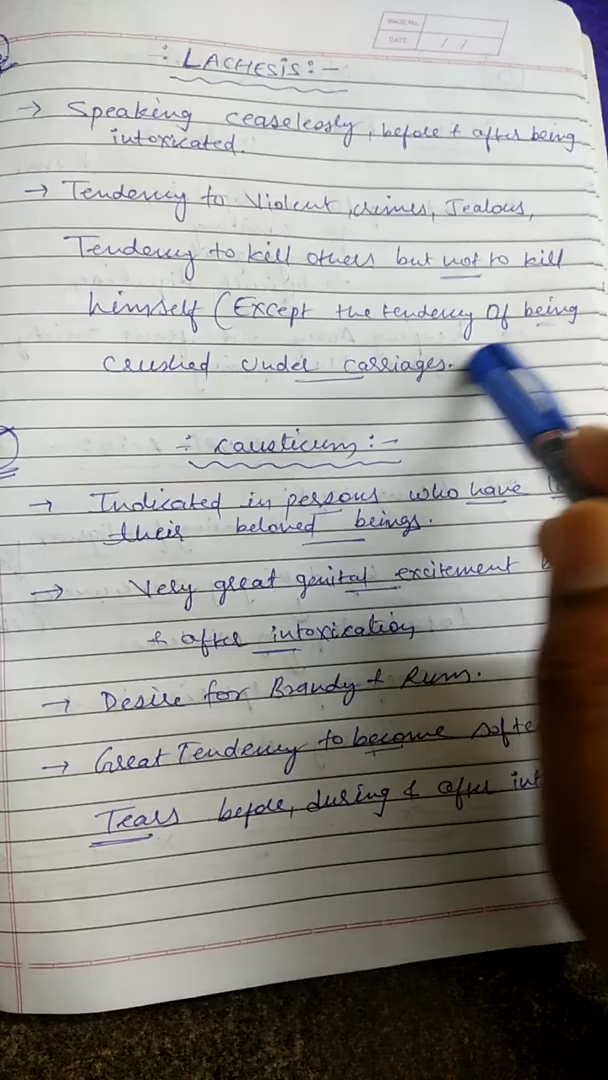 PAGE No.
DATE / /
÷ LACHESIS:-
→ Speaking ceaselessly, before & after being
intoxicated.
→ Tendency to Violent crimes, Jealous,
Tendency to kill others but not to kill
himself (Except the tendency of being
crushed under carriages.
÷ Causticum:-
→ Indicated in persons who have
their beloved beings.
→ Very great genital excitement
& after intoxication,
→ Desire for Brandy & Rum.
→ Great Tendency to become softe
Tears before, during & after int